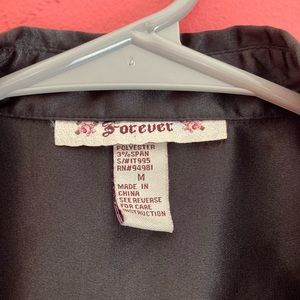 Forever
POLYESTER
3%SPAN
S/#IT995
RN#94981
M
MADE IN
CHINA
SEE REVERSE
FOR CARE
INSTRUCTION